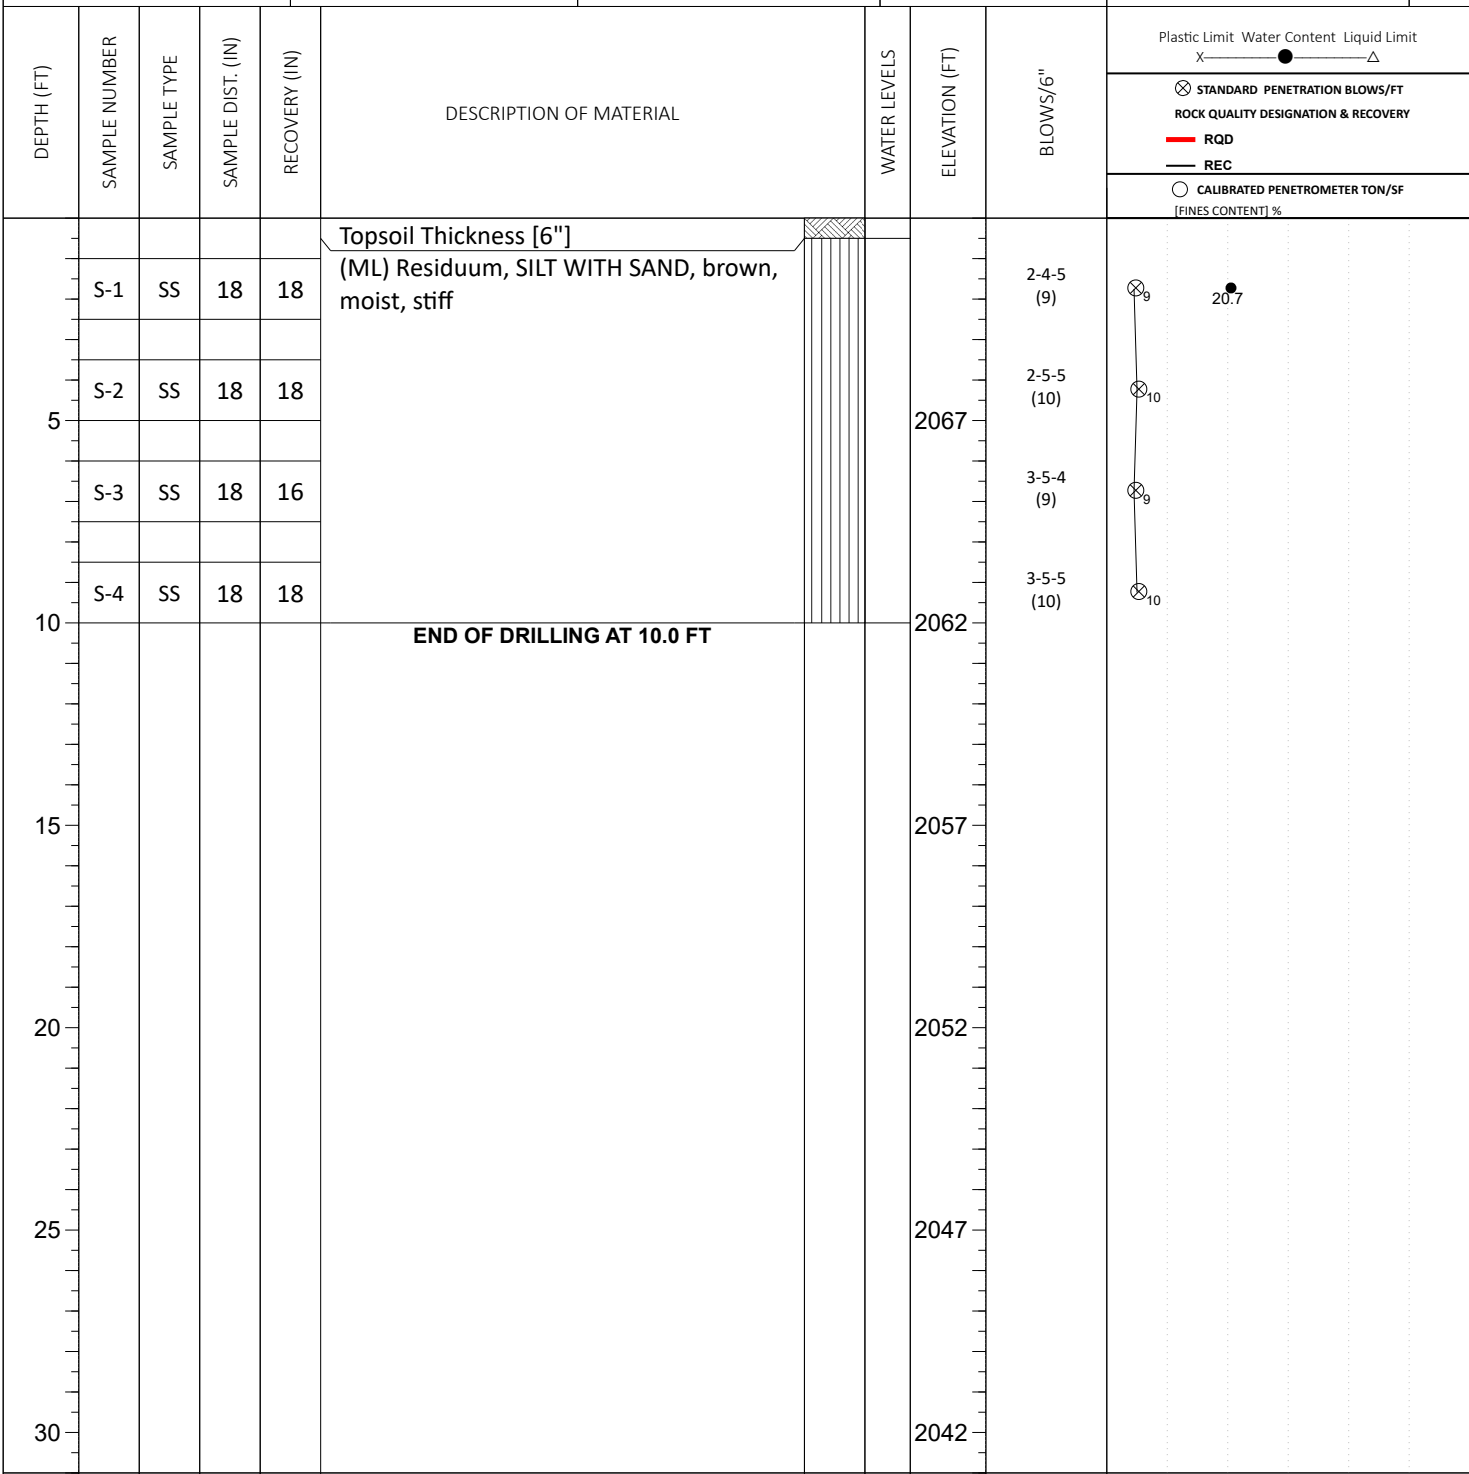 DEPTH (FT)
SAMPLE NUMBER
SAMPLE TYPE
SAMPLE DIST. (IN)
RECOVERY (IN)
DESCRIPTION OF MATERIAL
WATER LEVELS
ELEVATION (FT)
BLOWS/6"
Plastic Limit Water Content Liquid Limit
X
STANDARD PENETRATION BLOWS/FT
ROCK QUALITY DESIGNATION & RECOVERY
RQD
REC
CALIBRATED PENETROMETER TON/SF
[FINES CONTENT] %
Topsoil Thickness [6"]
(ML) Residuum, SILT WITH SAND, brown,
moist, stiff
S-1 SS 18 18
2-4-5
(9)
9
20.7
S-2 SS 18 18
2-5-5
(10)
10
5 2067
S-3 SS 18 16
3-5-4
(9)
9
S-4 SS 18 18
3-5-5
(10)
10
10 2062
END OF DRILLING AT 10.0 FT
15 2057
20 2052
25 2047
30 2042